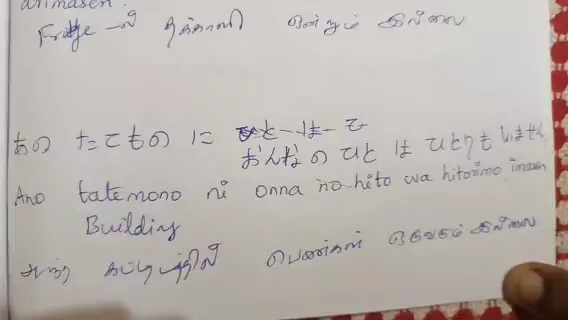 arimasen.
Fridge-ல் தக்காளி ஒன்றும் இல்லை
あの たてもの に
おんなの ひと は ひとりも いません
Ano tatemono ni onna no hito wa hitorimo imasen
Building
அந்த கட்டிடத்தில் பெண்கள் ஒருவரும் இல்லை